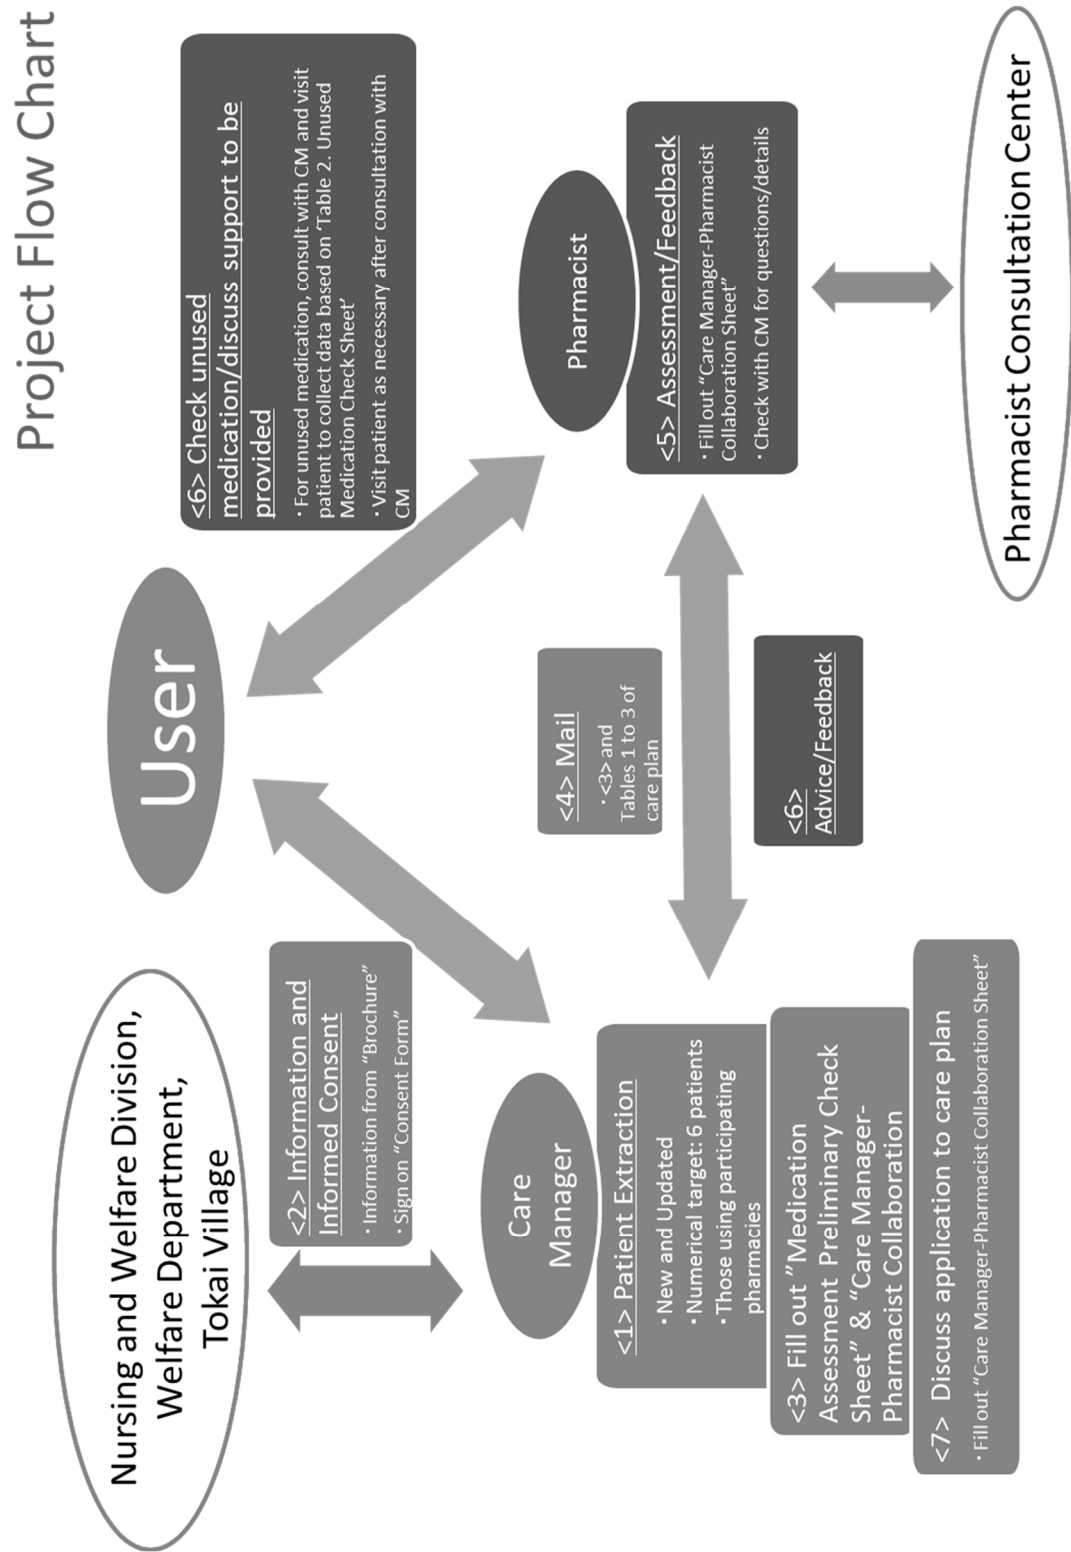 Project Flow Chart
Nursing and Welfare Division,
Welfare Department,
Tokai Village
User
<6> Check unused
medication/discuss support to be
provided
・For unused medication, consult with CM and visit
patient to collect data based on ‘Table 2. Unused
Medication Check Sheet’
・Visit patient as necessary after consultation with
CM
<2> Information and
Informed Consent
・Information from “Brochure”
・Sign on “Consent Form”
Care
Manager
<1> Patient Extraction
・New and Updated
・Numerical target: 6 patients
・Those using participating
pharmacies
<3> Fill out ”Medication
Assessment Preliminary Check
Sheet” & “Care Manager-
Pharmacist Collaboration
<7> Discuss application to care plan
・Fill out “Care Manager-Pharmacist Collaboration Sheet”
<4> Mail
・<3> and
Tables 1 to 3 of
care plan
<6>
Advice/Feedback
Pharmacist
<5> Assessment/Feedback
・Fill out “Care Manager-Pharmacist
Collaboration Sheet”
・Check with CM for questions/details
Pharmacist Consultation Center